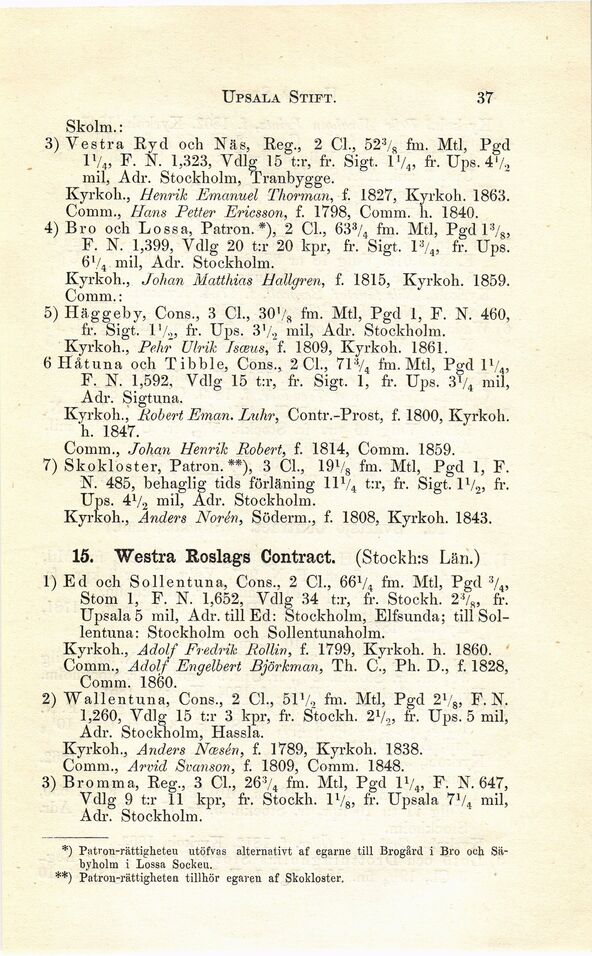 UPSALA STIFT. 37
Skolm.:
3) Vestra Ryd och Näs, Reg., 2 Cl., 52³/₈ fm. Mtl, Pgd
1¹/₄, F. N. 1,323, Vdlg 15 t:r, fr. Sigt. 1¹/₄, fr. Ups. 4¹/₂
mil, Adr. Stockholm, Tranbygge.
Kyrkoh., Henrik Emanuel Thorman, f. 1827, Kyrkoh. 1863.
Comm., Hans Petter Ericsson, f. 1798, Comm. h. 1840.
4) Bro och Lossa, Patron.*), 2 Cl., 63³/₄ fm. Mtl, Pgd 1³/₈,
F. N. 1,399, Vdlg 20 t:r 20 kpr, fr. Sigt. 1³/₄, fr. Ups.
6¹/₄ mil, Adr. Stockholm.
Kyrkoh., Johan Matthias Hallgren, f. 1815, Kyrkoh. 1859.
Comm.:
5) Häggeby, Cons., 3 Cl., 30¹/₈ fm. Mtl, Pgd 1, F. N. 460,
fr. Sigt. 1¹/₂, fr. Ups. 3¹/₂ mil, Adr. Stockholm.
Kyrkoh., Pehr Ulrik Isæus, f. 1809, Kyrkoh. 1861.
6 Håtuna och Tibble, Cons., 2 Cl., 71³/₄ fm. Mtl, Pgd 1¹/₄,
F. N. 1,592, Vdlg 15 t:r, fr. Sigt. 1, fr. Ups. 3¹/₄ mil,
Adr. Sigtuna.
Kyrkoh., Robert Eman. Luhr, Contr.-Prost, f. 1800, Kyrkoh.
h. 1847.
Comm., Johan Henrik Robert, f. 1814, Comm. 1859.
7) Skokloster, Patron.**), 3 Cl., 19¹/₈ fm. Mtl, Pgd 1, F.
N. 485, behaglig tids förläning 11¹/₄ t:r, fr. Sigt. 1¹/₂, fr.
Ups. 4¹/₂ mil, Adr. Stockholm.
Kyrkoh., Anders Norén, Söderm., f. 1808, Kyrkoh. 1843.
15. Westra Roslags Contract. (Stockh:s Län.)
1) Ed och Sollentuna, Cons., 2 Cl., 66¹/₄ fm. Mtl, Pgd ³/₄,
Stom 1, F. N. 1,652, Vdlg 34 t:r, fr. Stockh. 2³/₈, fr.
Upsala 5 mil, Adr. till Ed: Stockholm, Elfsunda; till Sol-
lentuna: Stockholm och Sollentunaholm.
Kyrkoh., Adolf Fredrik Rollin, f. 1799, Kyrkoh. h. 1860.
Comm., Adolf Engelbert Björkman, Th. C., Ph. D., f. 1828,
Comm. 1860.
2) Wallentuna, Cons., 2 Cl., 51¹/₂ fm. Mtl, Pgd 2¹/₈, F. N.
1,260, Vdlg 15 t:r 3 kpr, fr. Stockh. 2¹/₂, fr. Ups. 5 mil,
Adr. Stockholm, Hassla.
Kyrkoh., Anders Næsén, f. 1789, Kyrkoh. 1838.
Comm., Arvid Svanson, f. 1809, Comm. 1848.
3) Bromma, Reg., 3 Cl., 26³/₄ fm. Mtl, Pgd 1¹/₄, F. N. 647,
Vdlg 9 t:r 11 kpr, fr. Stockh. 1¹/₈, fr. Upsala 7¹/₄ mil,
Adr. Stockholm.
*) Patron-rättigheten utöfvas alternativt af egarne till Brogård i Bro och Sä-
byholm i Lossa Socken.
**) Patron-rättigheten tillhör egaren af Skokloster.